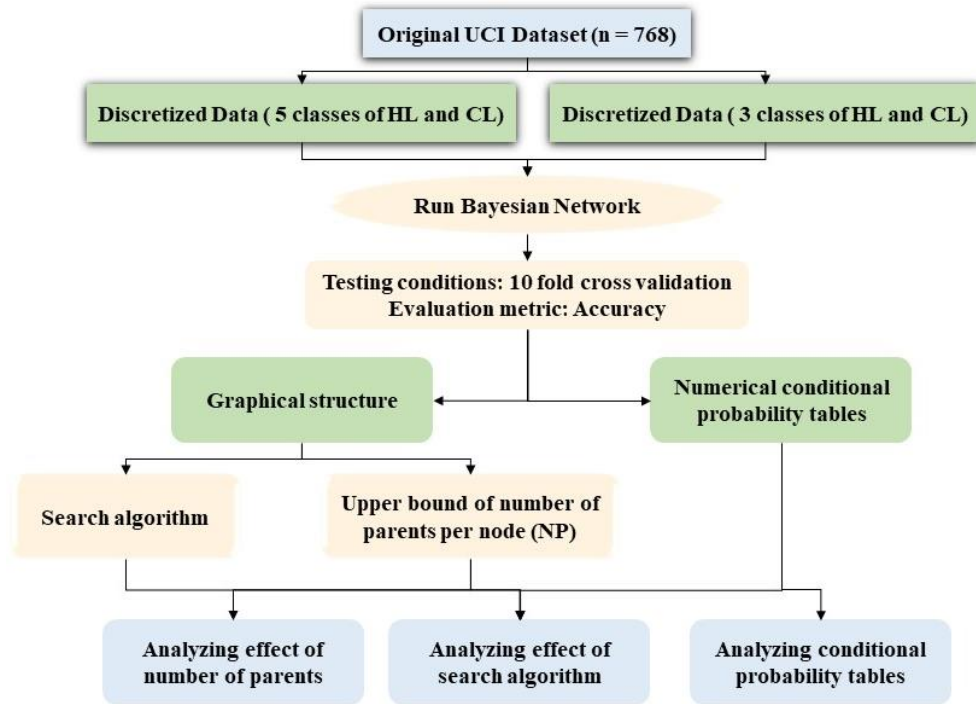 Original UCI Dataset (n = 768)
Discretized Data ( 5 classes of HL and CL)
Discretized Data ( 3 classes of HL and CL)
Run Bayesian Network
Testing conditions: 10 fold cross validation
Evaluation metric: Accuracy
Graphical structure
Numerical conditional
probability tables
Search algorithm
Upper bound of number of
parents per node (NP)
Analyzing effect of
number of parents
Analyzing effect of
search algorithm
Analyzing conditional
probability tables